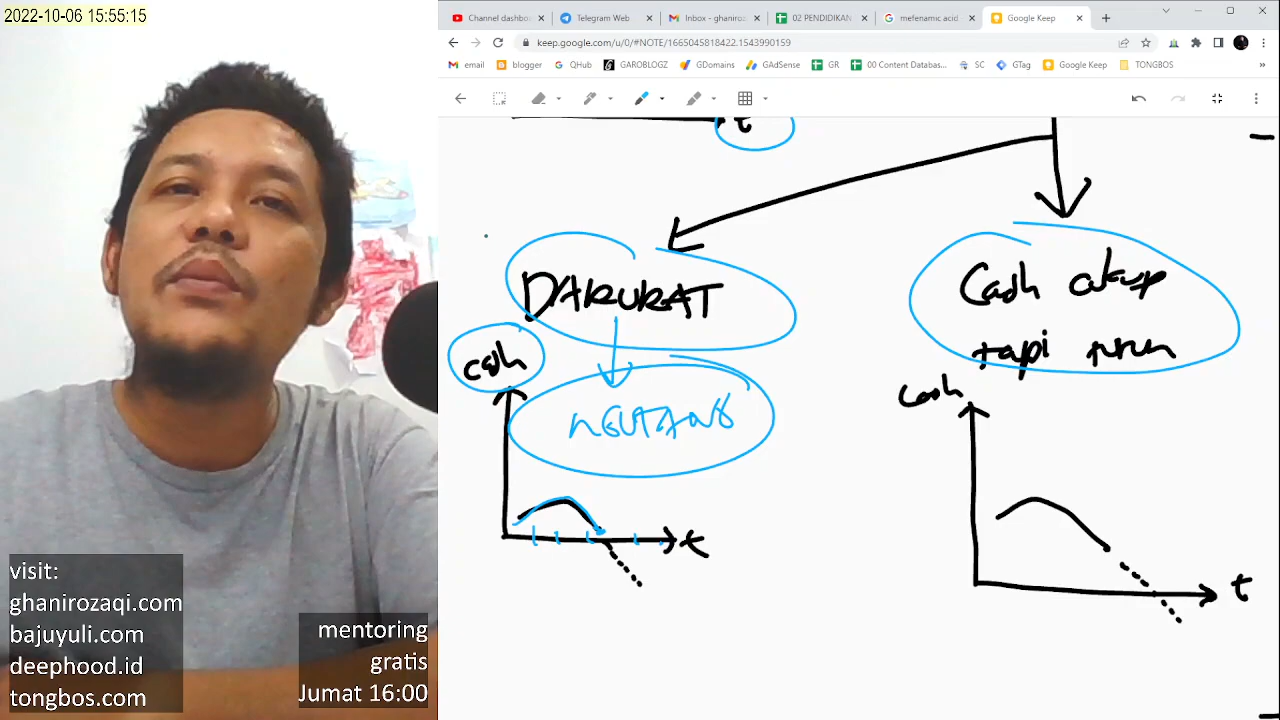 2022-10-06 15:55:15
visit:
ghanirozaqi.com
bajuyuli.com
deephood.id
tongbos.com
mentoring
gratis
Jumat 16:00
Channel dashbo
Telegram Web
Inbox - ghaniroz
02 PENDIDIKAN
mefenamic acid
Google Keep
keep.google.com/u/0/#NOTE/1665045818422.1543990159
email
blogger
QHub
GAROBLOGZ
GDomains
GAdSense
GR
00 Content Databas...
SC
GTag
Google Keep
TONGBOS
t
DARURAT
Cash cukup
tapi turun
cash
NGUTANG
cash
t
t